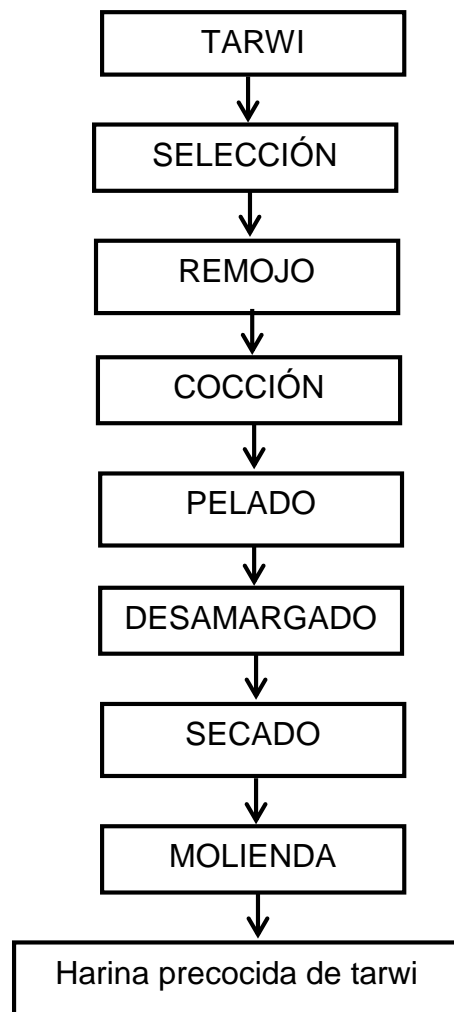 TARWI
SELECCIÓN
REMOJO
COCCIÓN
PELADO
DESAMARGADO
SECADO
MOLIENDA
Harina precocida de tarwi